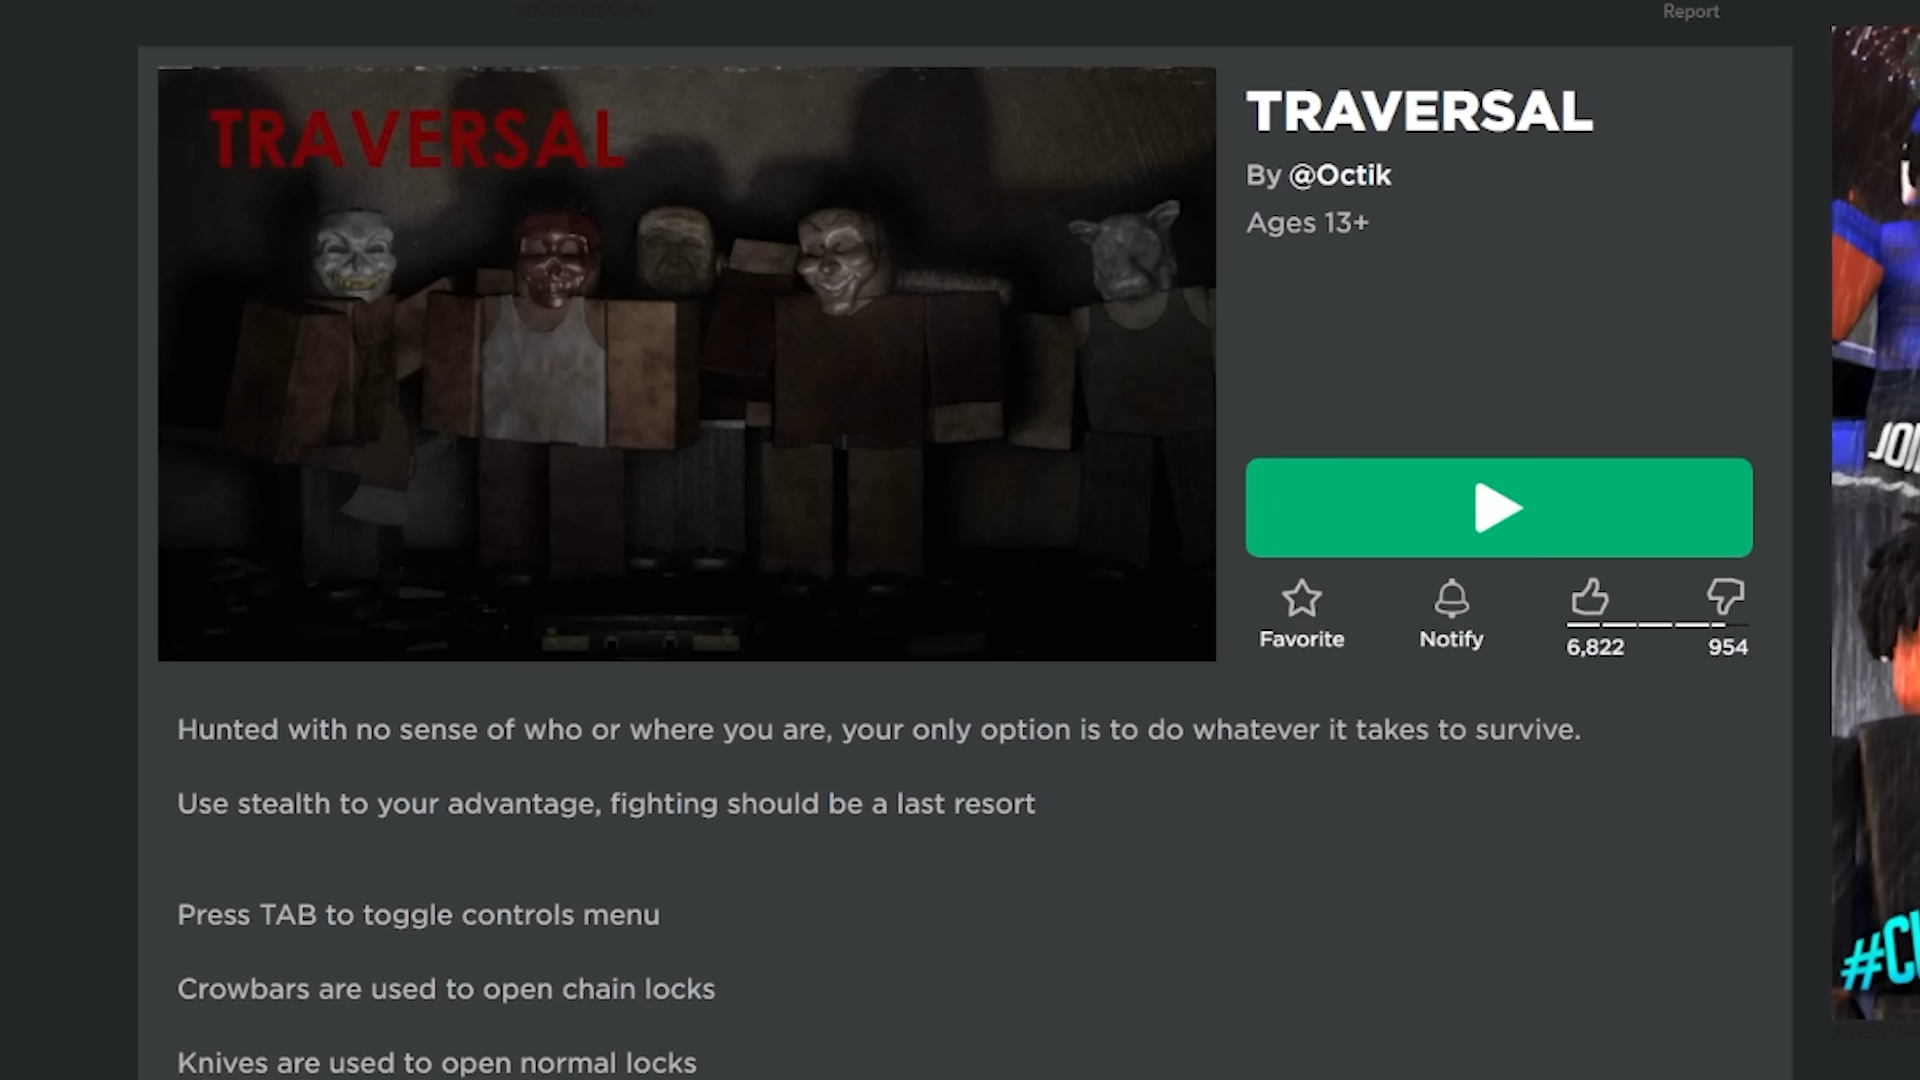 ADVERTISEMENT
Report
TRAVERSAL
TRAVERSAL
By @Octik
Ages 13+
Favorite
Notify
6,822
954
Hunted with no sense of who or where you are, your only option is to do whatever it takes to survive.
Use stealth to your advantage, fighting should be a last resort
Press TAB to toggle controls menu
Crowbars are used to open chain locks
Knives are used to open normal locks